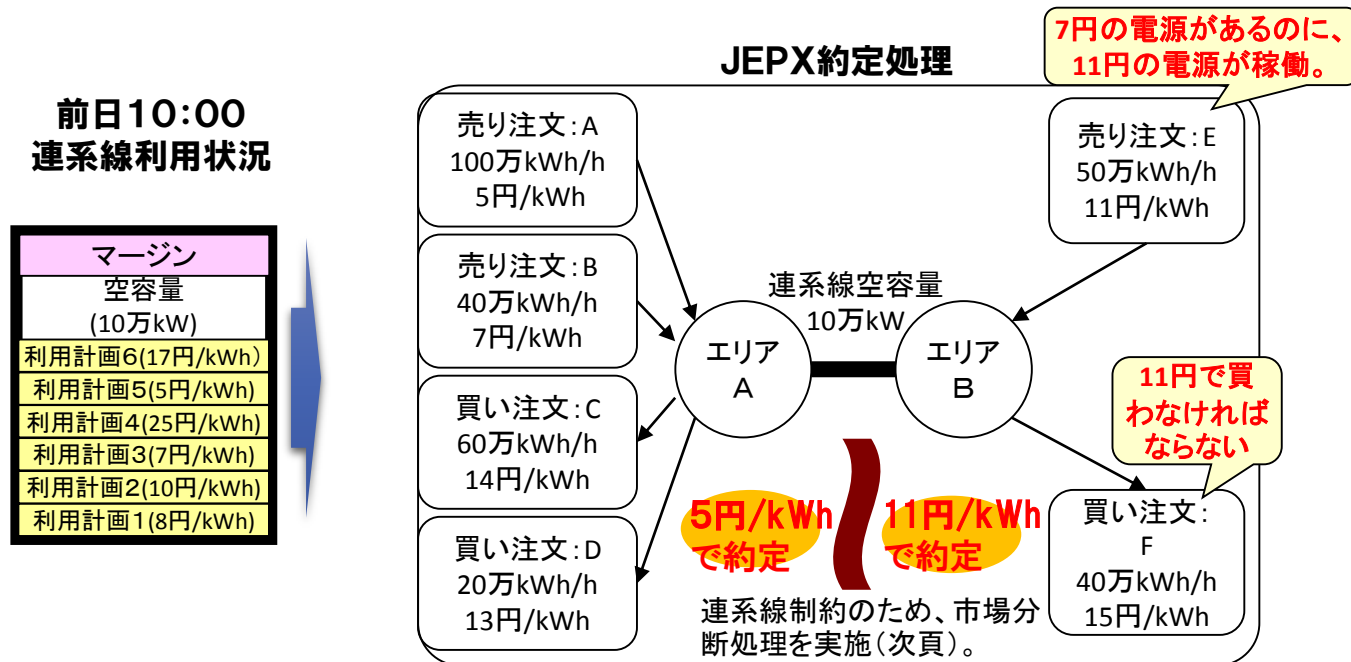 7円の電源があるのに、
11円の電源が稼働。
JEPX約定処理
前日10:00
連系線利用状況
マージン
空容量
(10万kW)
利用計画6(17円/kWh)
利用計画5(5円/kWh)
利用計画4(25円/kWh)
利用計画3(7円/kWh)
利用計画2(10円/kWh)
利用計画1(8円/kWh)
売り注文:A
100万kWh/h
5円/kWh
売り注文:B
40万kWh/h
7円/kWh
買い注文:C
60万kWh/h
14円/kWh
買い注文:D
20万kWh/h
13円/kWh
連系線空容量
10万kW
エリア
A
エリア
B
売り注文:E
50万kWh/h
11円/kWh
11円で買
わなければ
ならない
買い注文:
F
40万kWh/h
15円/kWh
5円/kWh
で約定
11円/kWh
で約定
連系線制約のため、市場分
断処理を実施(次頁)。